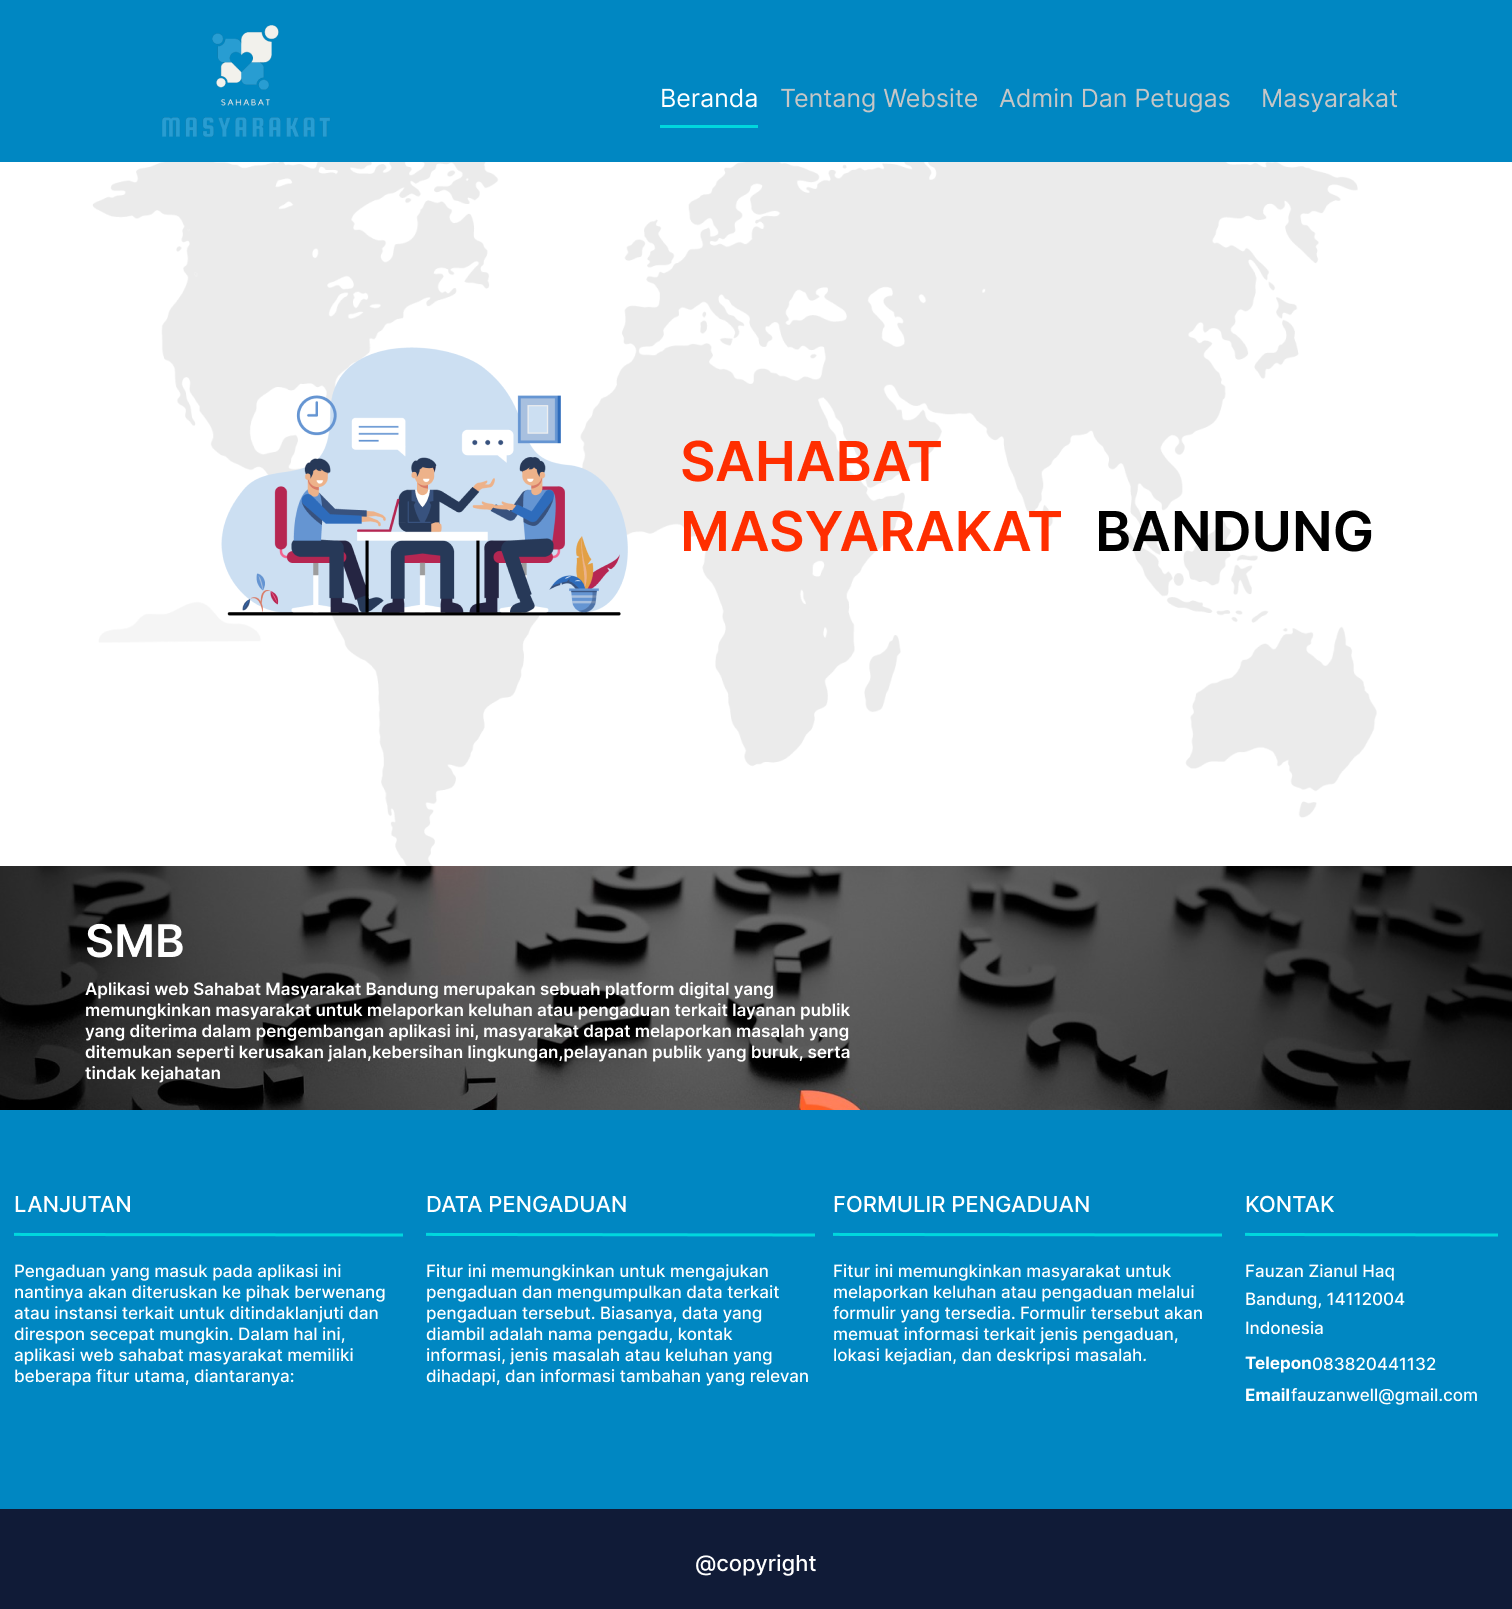 SAHABAT
MASYARAKAT
Beranda Tentang Website Admin Dan Petugas Masyarakat
SAHABAT
MASYARAKAT BANDUNG
SMB
Aplikasi web Sahabat Masyarakat Bandung merupakan sebuah platform digital yang
memungkinkan masyarakat untuk melaporkan keluhan atau pengaduan terkait layanan publik
yang diterima dalam pengembangan aplikasi ini, masyarakat dapat melaporkan masalah yang
ditemukan seperti kerusakan jalan,kebersihan lingkungan,pelayanan publik yang buruk, serta
tindak kejahatan
LANJUTAN
Pengaduan yang masuk pada aplikasi ini
nantinya akan diteruskan ke pihak berwenang
atau instansi terkait untuk ditindaklanjuti dan
direspon secepat mungkin. Dalam hal ini,
aplikasi web sahabat masyarakat memiliki
beberapa fitur utama, diantaranya:
DATA PENGADUAN
Fitur ini memungkinkan untuk mengajukan
pengaduan dan mengumpulkan data terkait
pengaduan tersebut. Biasanya, data yang
diambil adalah nama pengadu, kontak
informasi, jenis masalah atau keluhan yang
dihadapi, dan informasi tambahan yang relevan
FORMULIR PENGADUAN
Fitur ini memungkinkan masyarakat untuk
melaporkan keluhan atau pengaduan melalui
formulir yang tersedia. Formulir tersebut akan
memuat informasi terkait jenis pengaduan,
lokasi kejadian, dan deskripsi masalah.
KONTAK
Fauzan Zianul Haq
Bandung, 14112004
Indonesia
Telepon083820441132
Emailfauzanwell@gmail.com
@copyright